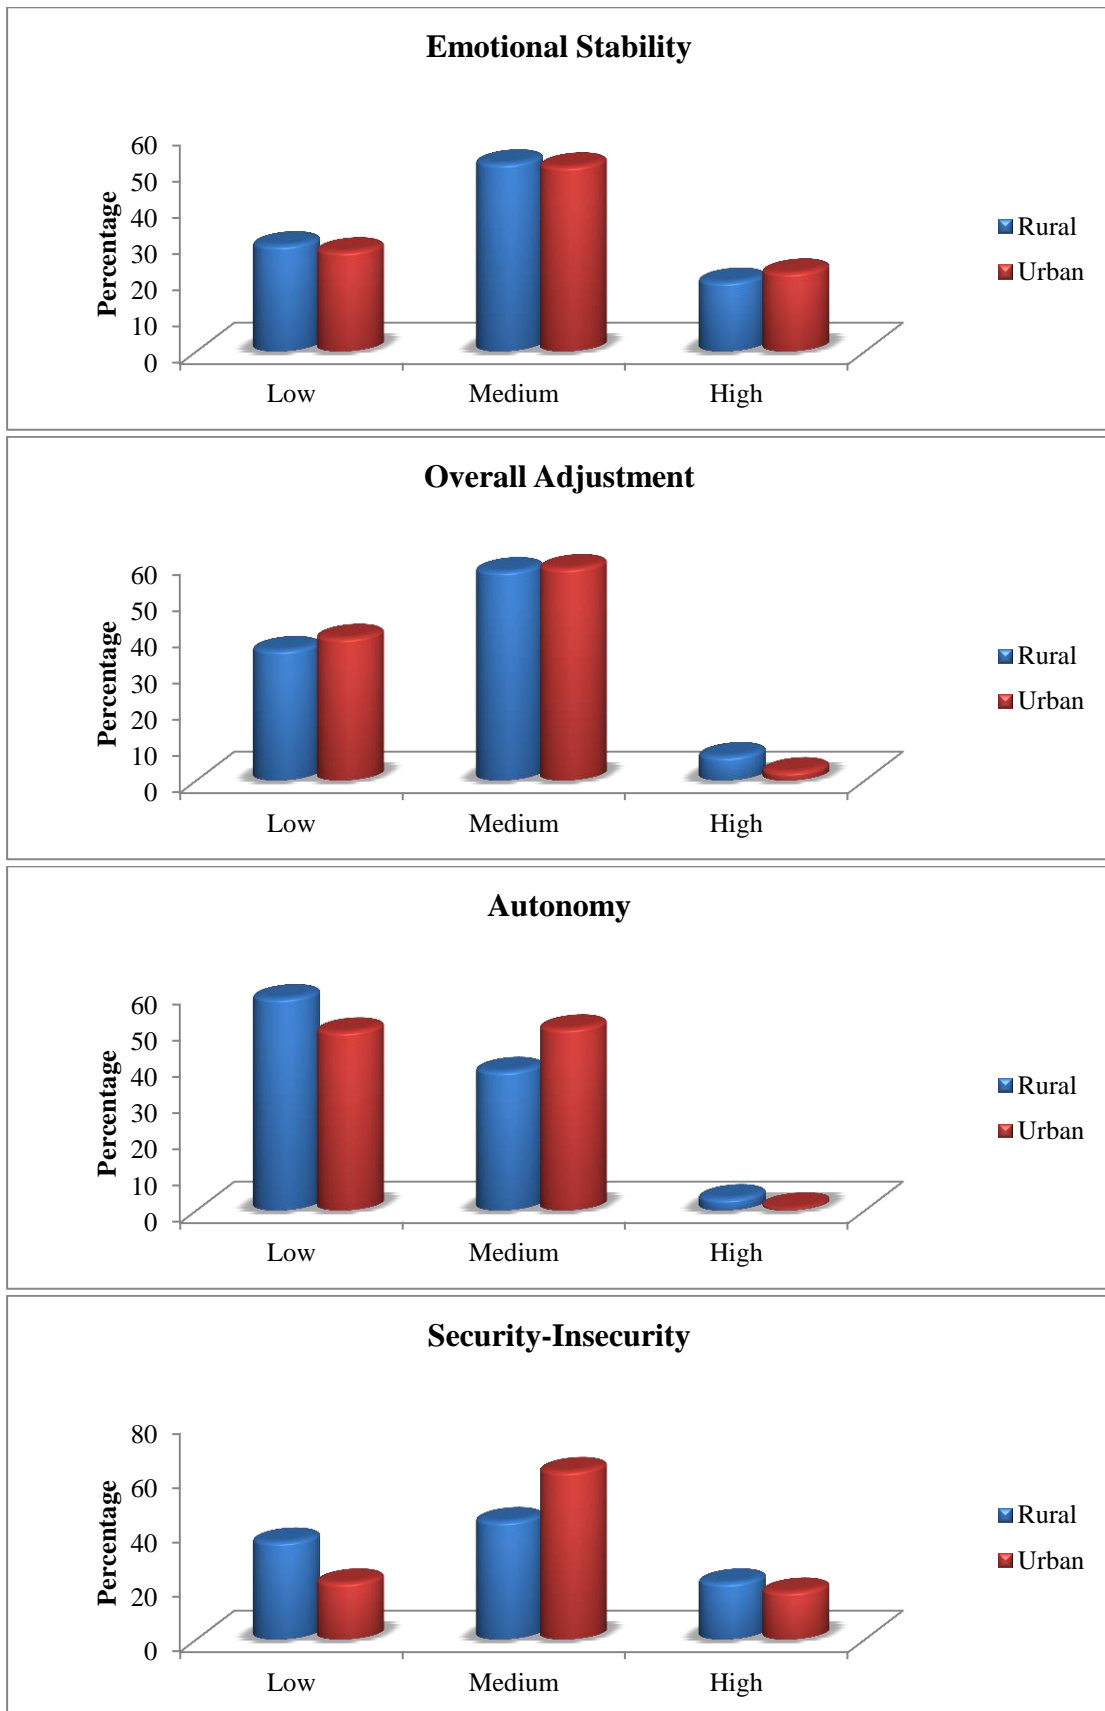 Emotional Stability
60
50
40
30
20
10
0
Percentage
Low Medium High
Rural
Urban
Overall Adjustment
60
50
40
30
20
10
0
Percentage
Low Medium High
Rural
Urban
Autonomy
60
50
40
30
20
10
0
Percentage
Low Medium High
Rural
Urban
Security-Insecurity
80
60
40
20
0
Percentage
Low Medium High
Rural
Urban